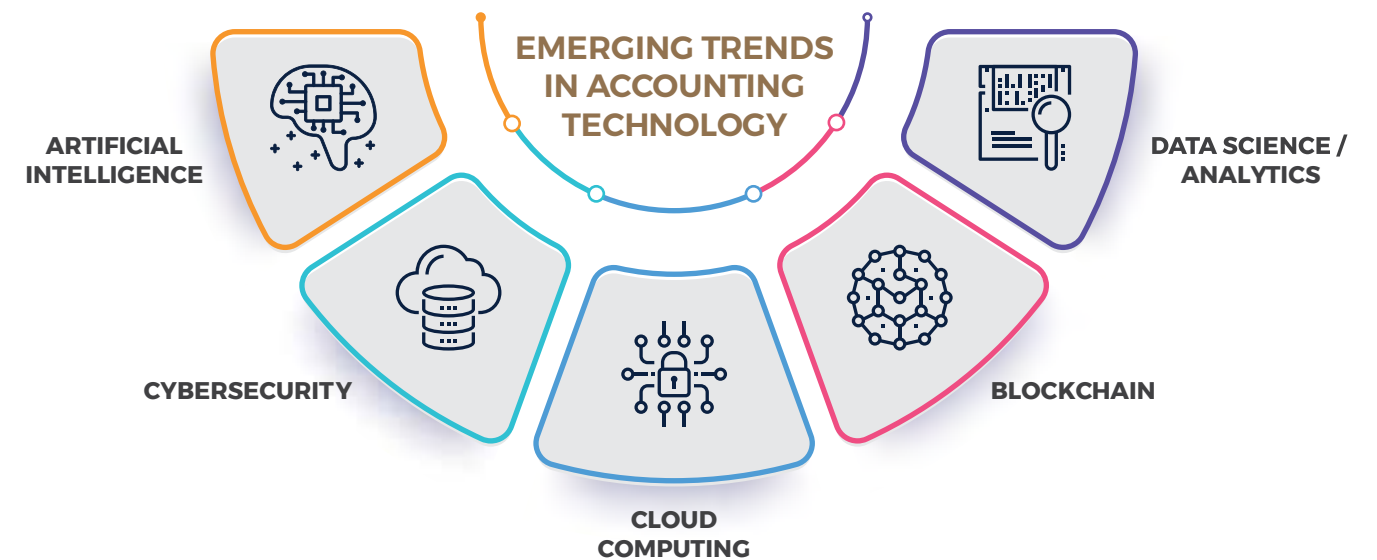 EMERGING TRENDS
IN ACCOUNTING
TECHNOLOGY
ARTIFICIAL
INTELLIGENCE
CYBERSECURITY
CLOUD
COMPUTING
BLOCKCHAIN
DATA SCIENCE /
ANALYTICS